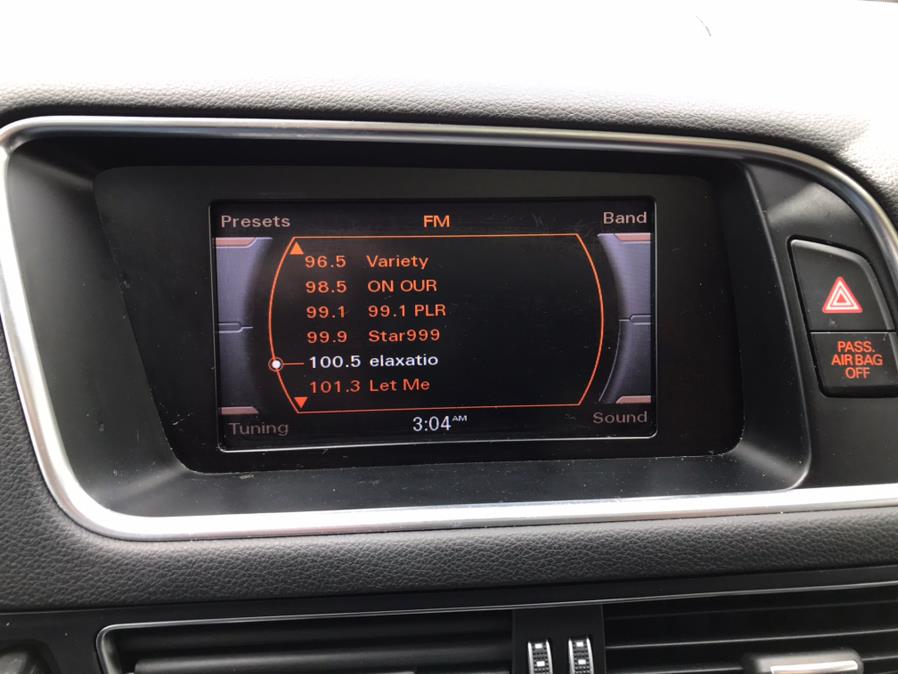 Presets FM Band
96.5 Variety
98.5 ON OUR
99.1 99.1 PLR
99.9 Star999
100.5 elaxatio
101.3 Let Me
Tuning 3:04AM Sound
PASS.
AIR BAG
OFF